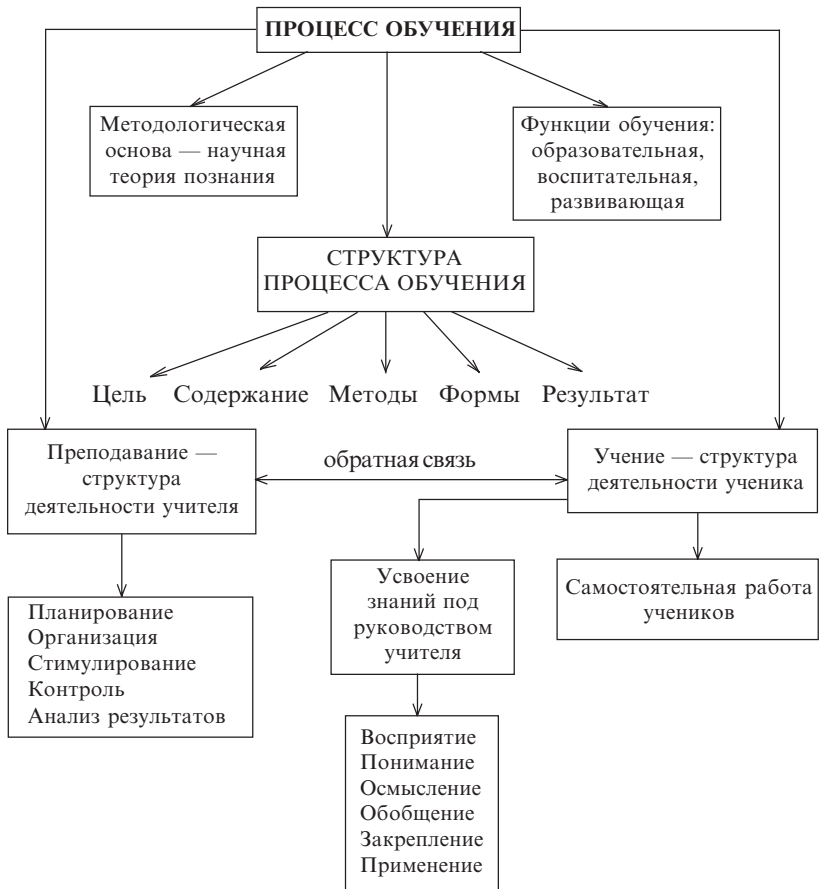 ПРОЦЕСС ОБУЧЕНИЯ
Методологическая
основа — научная
теория познания
Функции обучения:
образовательная,
воспитательная,
развивающая
СТРУКТУРА
ПРОЦЕССА ОБУЧЕНИЯ
Цель Содержание Методы Формы Результат
Преподавание —
структура
деятельности учителя
обратная связь
Учение — структура
деятельности ученика
Планирование
Организация
Стимулирование
Контроль
Анализ результатов
Усвоение
знаний под
руководством
учителя
Самостоятельная работа
учеников
Восприятие
Понимание
Осмысление
Обобщение
Закрепление
Применение